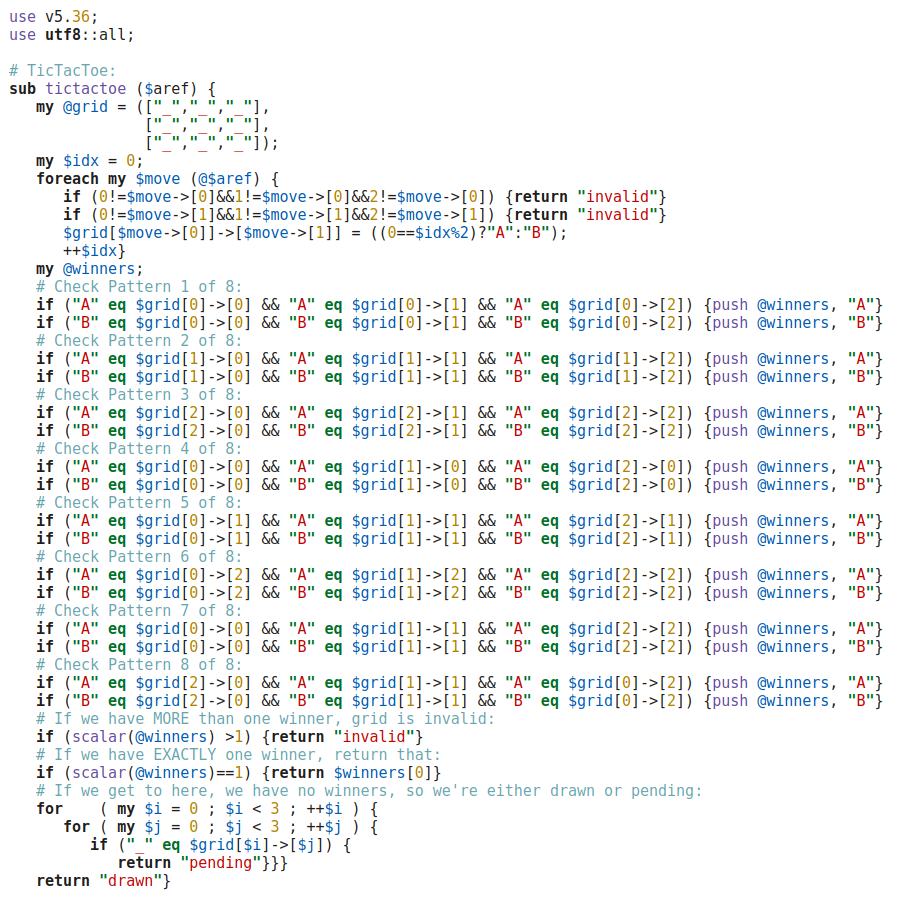 use v5.36;
use utf8::all;

# TicTacToe:
sub tictactoe ($aref) {
   my @grid = (["_","_","_"],
               ["_","_","_"],
               ["_","_","_"]);
   my $idx = 0;
   foreach my $move (@$aref) {
      if (0!=$move->[0]&&1!=$move->[0]&&2!=$move->[0]) {return "invalid"}
      if (0!=$move->[1]&&1!=$move->[1]&&2!=$move->[1]) {return "invalid"}
      $grid[$move->[0]]->[$move->[1]] = ((0==$idx%2)?"A":"B");
      ++$idx}
   my @winners;
   # Check Pattern 1 of 8:
   if ("A" eq $grid[0]->[0] && "A" eq $grid[0]->[1] && "A" eq $grid[0]->[2]) {push @winners, "A"}
   if ("B" eq $grid[0]->[0] && "B" eq $grid[0]->[1] && "B" eq $grid[0]->[2]) {push @winners, "B"}
   # Check Pattern 2 of 8:
   if ("A" eq $grid[1]->[0] && "A" eq $grid[1]->[1] && "A" eq $grid[1]->[2]) {push @winners, "A"}
   if ("B" eq $grid[1]->[0] && "B" eq $grid[1]->[1] && "B" eq $grid[1]->[2]) {push @winners, "B"}
   # Check Pattern 3 of 8:
   if ("A" eq $grid[2]->[0] && "A" eq $grid[2]->[1] && "A" eq $grid[2]->[2]) {push @winners, "A"}
   if ("B" eq $grid[2]->[0] && "B" eq $grid[2]->[1] && "B" eq $grid[2]->[2]) {push @winners, "B"}
   # Check Pattern 4 of 8:
   if ("A" eq $grid[0]->[0] && "A" eq $grid[1]->[0] && "A" eq $grid[2]->[0]) {push @winners, "A"}
   if ("B" eq $grid[0]->[0] && "B" eq $grid[1]->[0] && "B" eq $grid[2]->[0]) {push @winners, "B"}
   # Check Pattern 5 of 8:
   if ("A" eq $grid[0]->[1] && "A" eq $grid[1]->[1] && "A" eq $grid[2]->[1]) {push @winners, "A"}
   if ("B" eq $grid[0]->[1] && "B" eq $grid[1]->[1] && "B" eq $grid[2]->[1]) {push @winners, "B"}
   # Check Pattern 6 of 8:
   if ("A" eq $grid[0]->[2] && "A" eq $grid[1]->[2] && "A" eq $grid[2]->[2]) {push @winners, "A"}
   if ("B" eq $grid[0]->[2] && "B" eq $grid[1]->[2] && "B" eq $grid[2]->[2]) {push @winners, "B"}
   # Check Pattern 7 of 8:
   if ("A" eq $grid[0]->[0] && "A" eq $grid[1]->[1] && "A" eq $grid[2]->[2]) {push @winners, "A"}
   if ("B" eq $grid[0]->[0] && "B" eq $grid[1]->[1] && "B" eq $grid[2]->[2]) {push @winners, "B"}
   # Check Pattern 8 of 8:
   if ("A" eq $grid[2]->[0] && "A" eq $grid[1]->[1] && "A" eq $grid[0]->[2]) {push @winners, "A"}
   if ("B" eq $grid[2]->[0] && "B" eq $grid[1]->[1] && "B" eq $grid[0]->[2]) {push @winners, "B"}
   # If we have MORE than one winner, grid is invalid:
   if (scalar(@winners) >1) {return "invalid"}
   # If we have EXACTLY one winner, return that:
   if (scalar(@winners)==1) {return $winners[0]}
   # If we get to here, we have no winners, so we're either drawn or pending:
   for    ( my $i = 0 ; $i < 3 ; ++$i ) {
      for ( my $j = 0 ; $j < 3 ; ++$j ) {
         if ("_" eq $grid[$i]->[$j]) {
            return "pending"}}}
   return "drawn"}